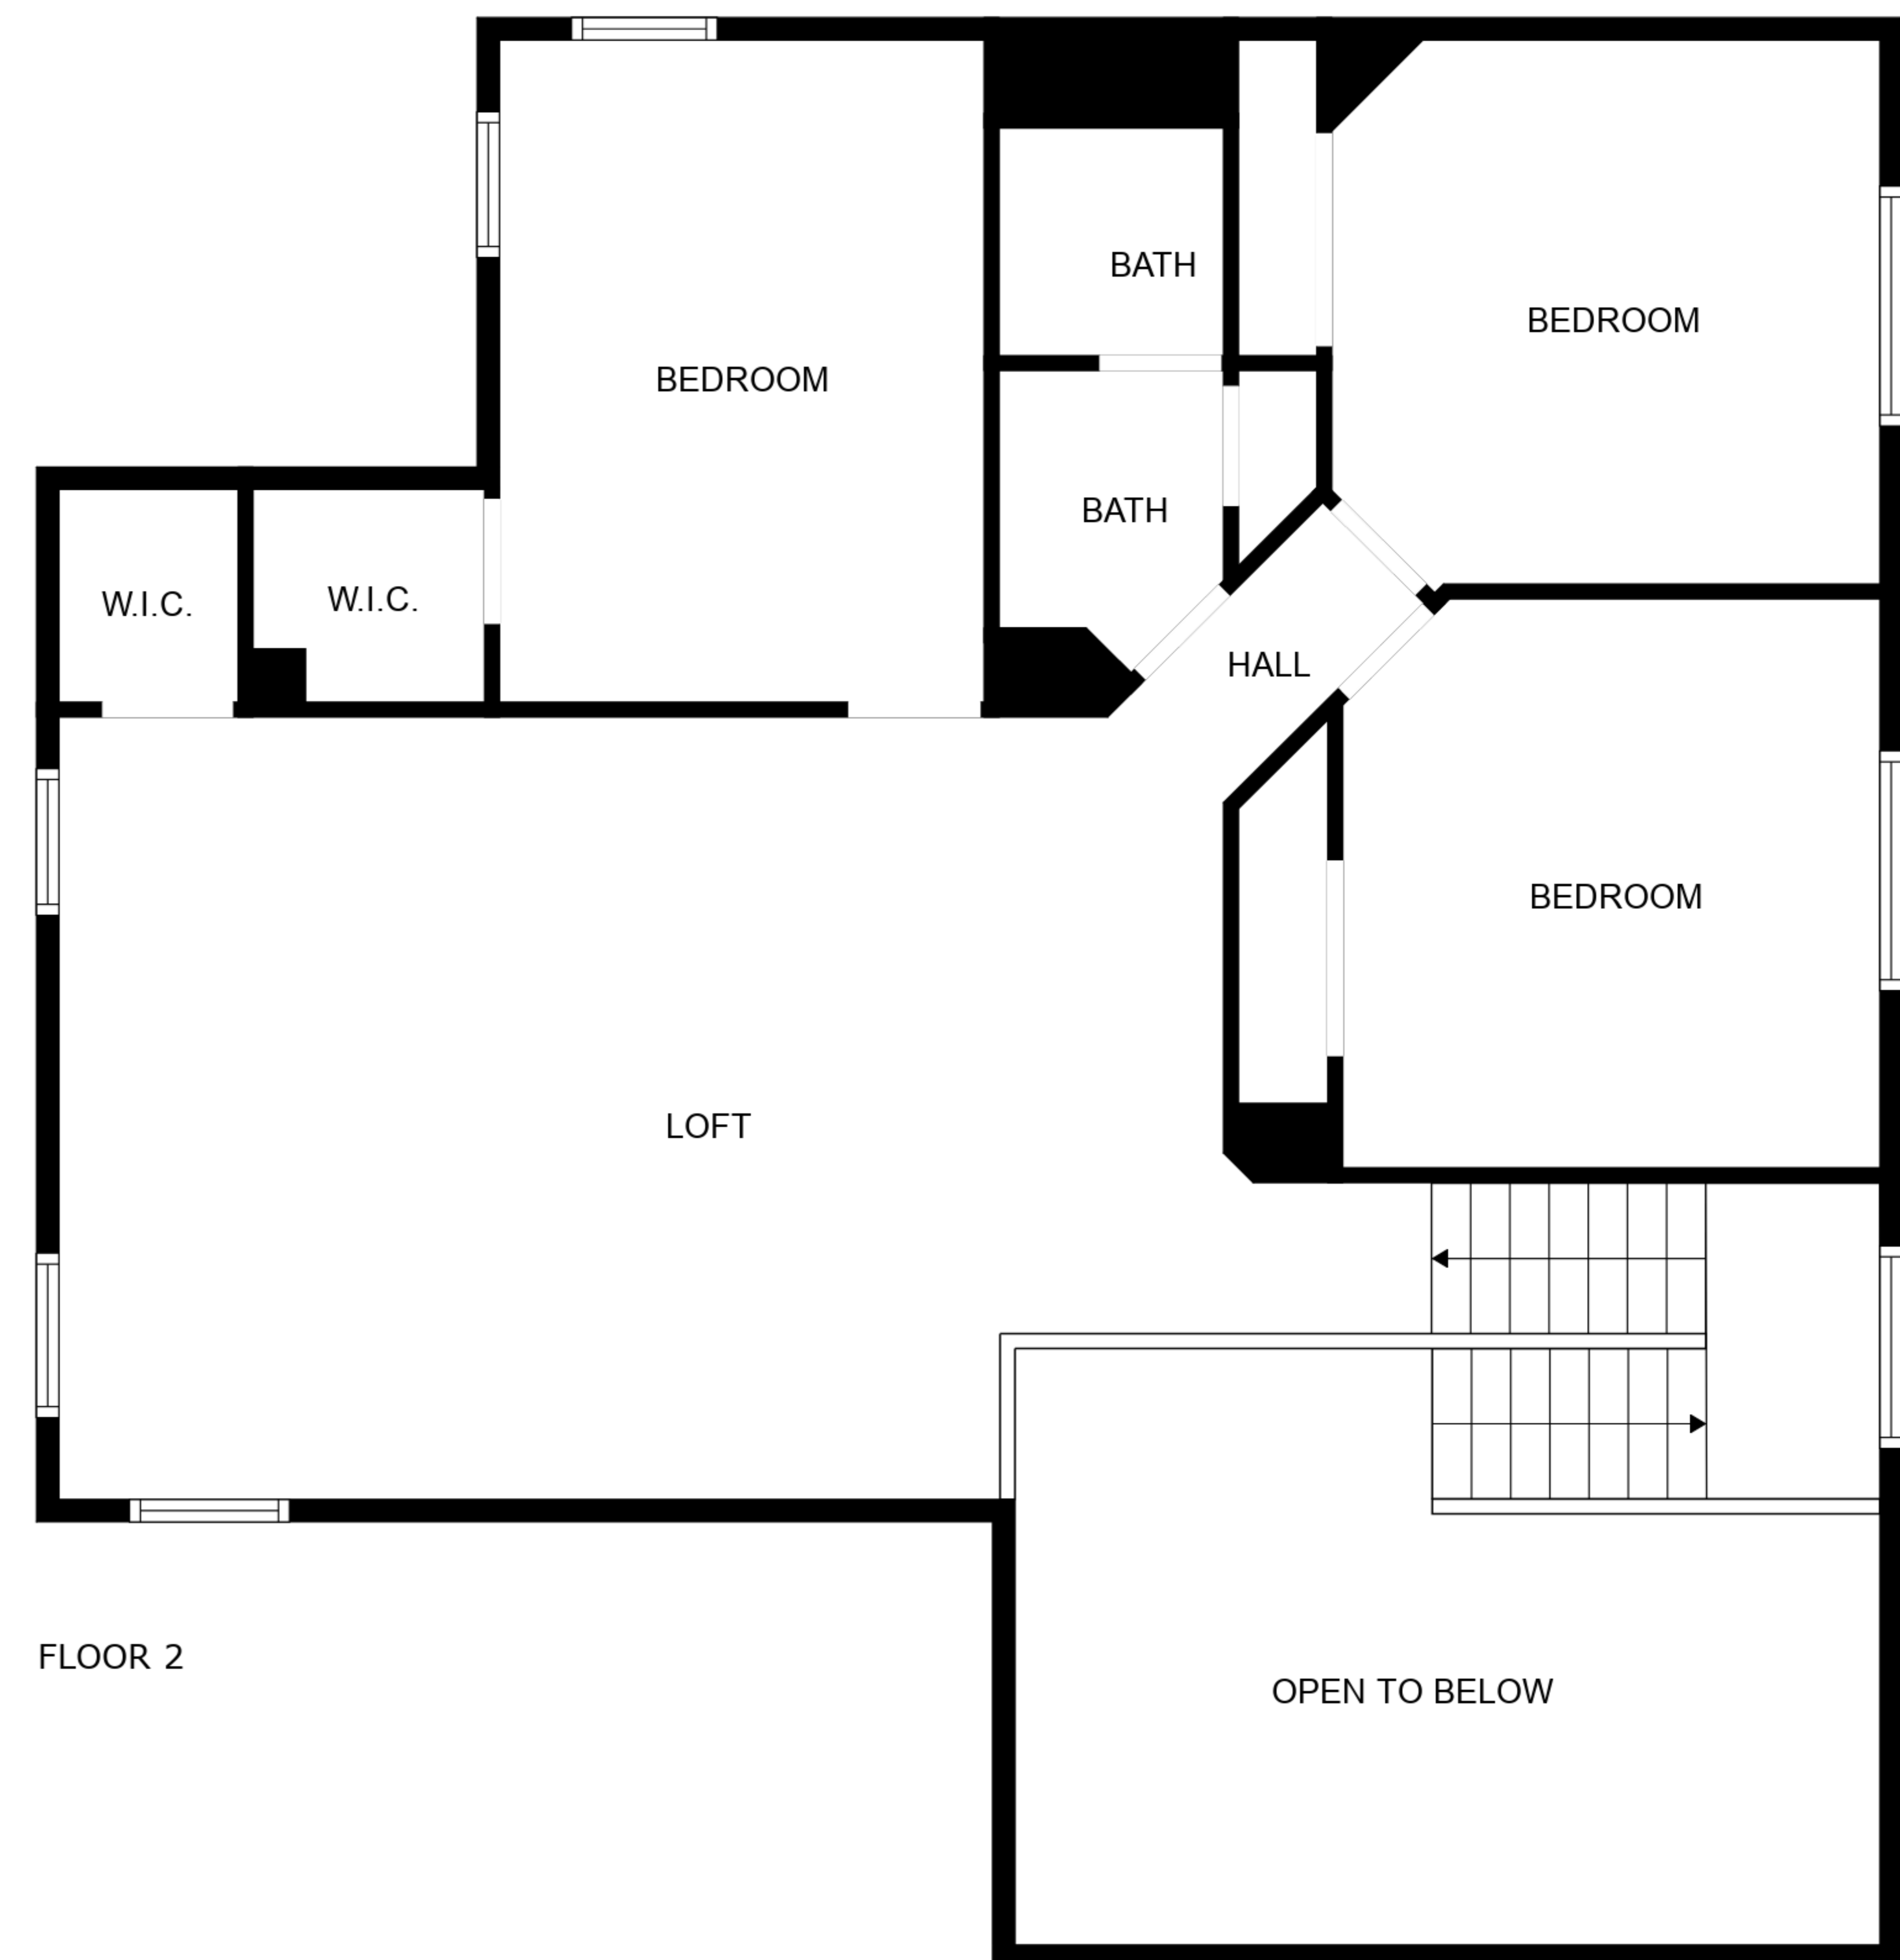 BATH
BEDROOM
BEDROOM
BATH
W.I.C.
W.I.C.
HALL
BEDROOM
LOFT
FLOOR 2
OPEN TO BELOW